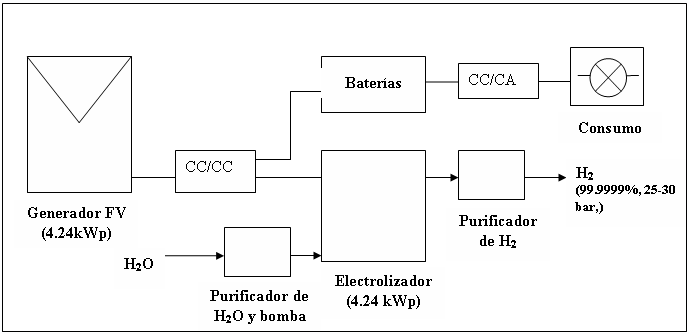 Baterías
CC/CA
Consumo
CC/CC
Generador FV
(4.24kWp)
H₂
(99.9999%, 25-30
bar,)
Purificador
de H₂
H₂O
Purificador de
H₂O y bomba
Electrolizador
(4.24 kWp)